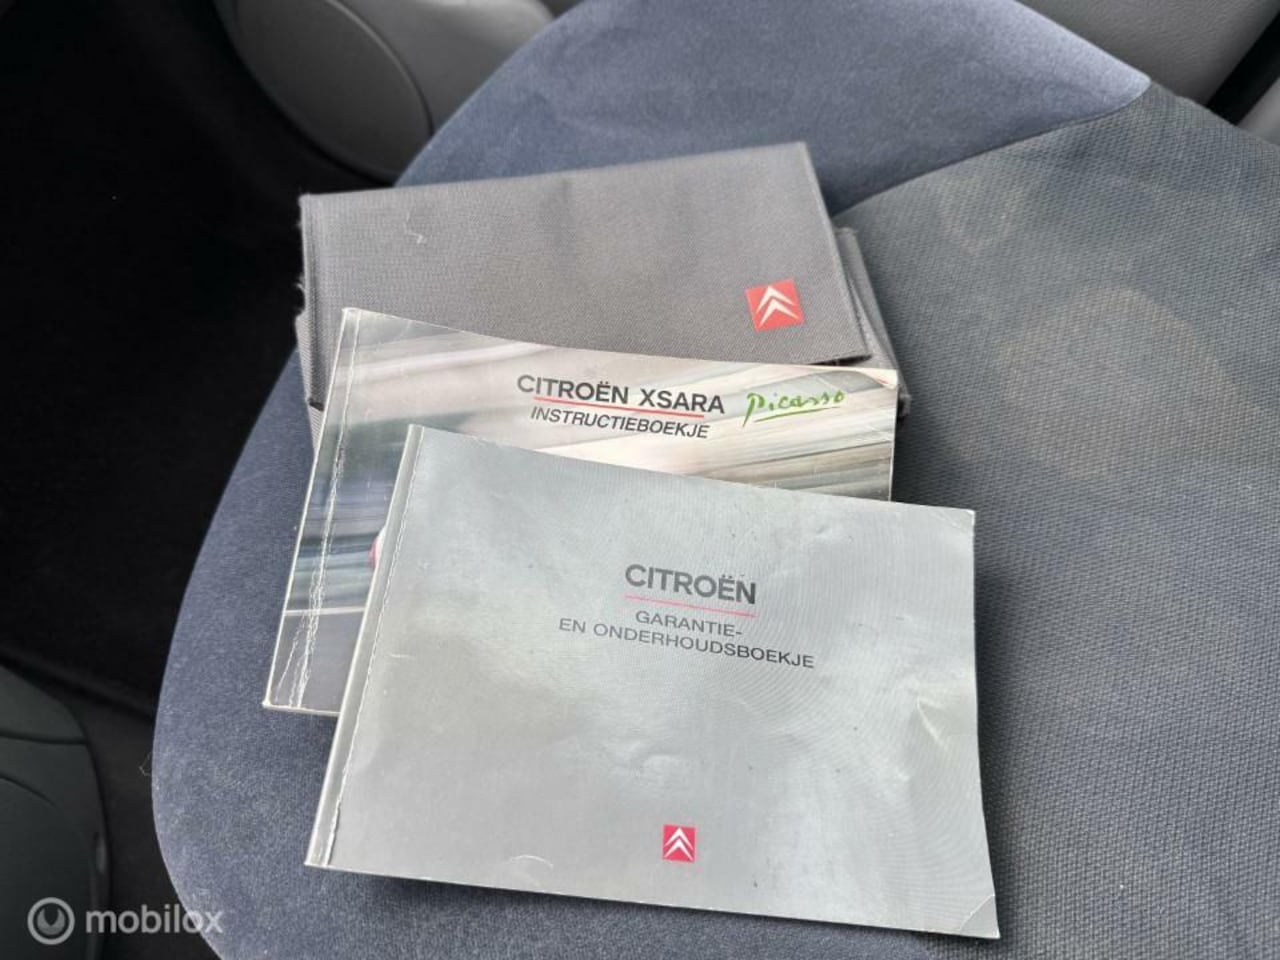 CITROËN XSARA Picasso
INSTRUCTIEBOEKJE
CITROËN
GARANTIE-
EN ONDERHOUDSBOEKJE
mobilox